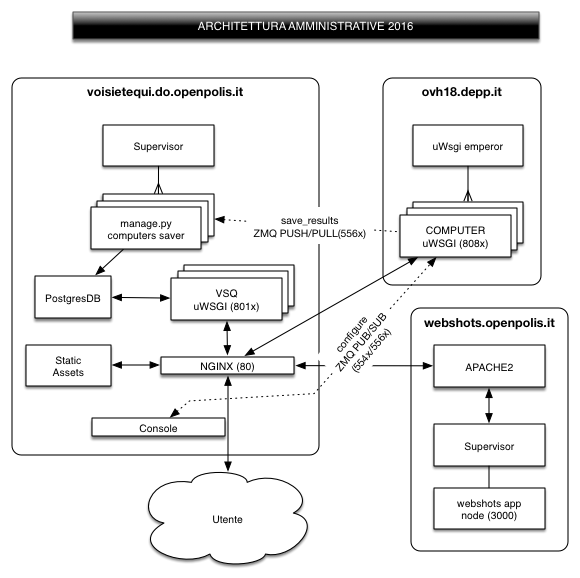 ARCHITETTURA AMMINISTRATIVE 2016
voisietequi.do.openpolis.it
Supervisor
manage.py
computers saver
PostgresDB
VSQ
uWSGI (801x)
Static
Assets
NGINX (80)
Console
Utente
save_results
ZMQ PUSH/PULL(556x)
configure
ZMQ PUB/SUB
(554x/556x)
ovh18.depp.it
uWsgi emperor
COMPUTER
uWSGI (808x)
webshots.openpolis.it
APACHE2
Supervisor
webshots app
node (3000)